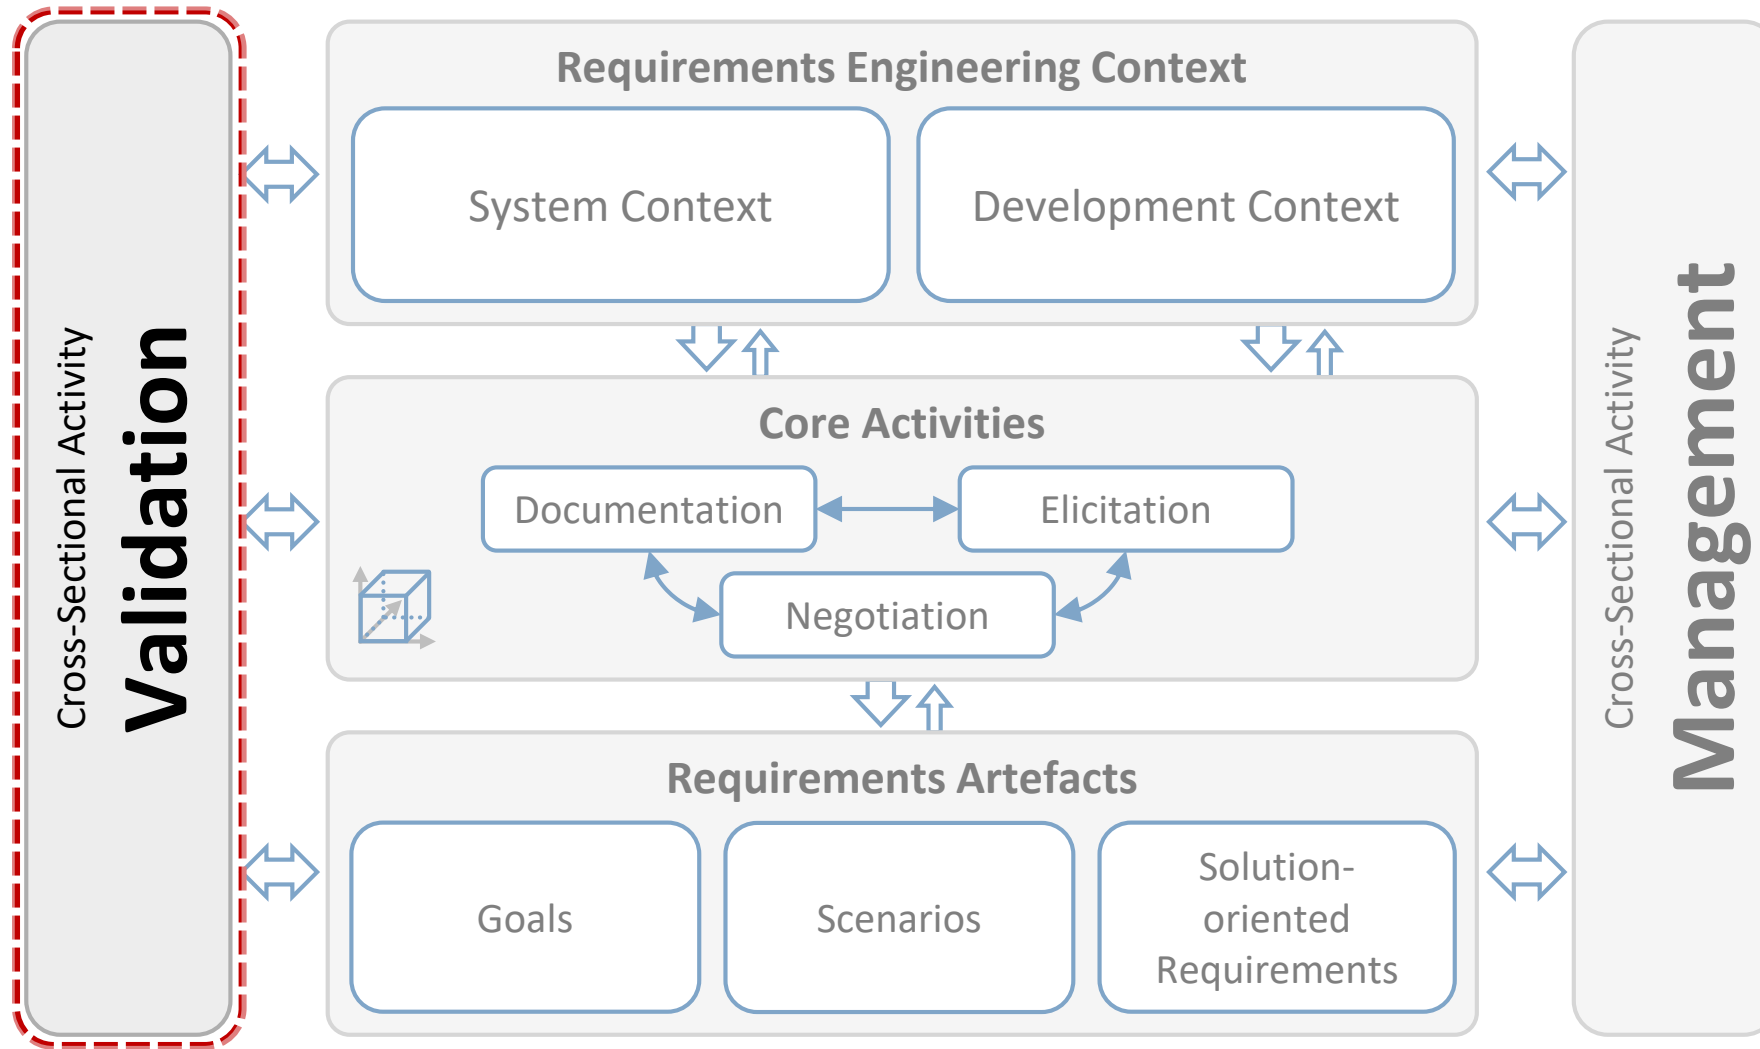 Cross-Sectional Activity
Validation
Requirements Engineering Context
System Context
Development Context
Core Activities
Documentation
Elicitation
Negotiation
Requirements Artefacts
Goals
Scenarios
Solution-
oriented
Requirements
Cross-Sectional Activity
Management